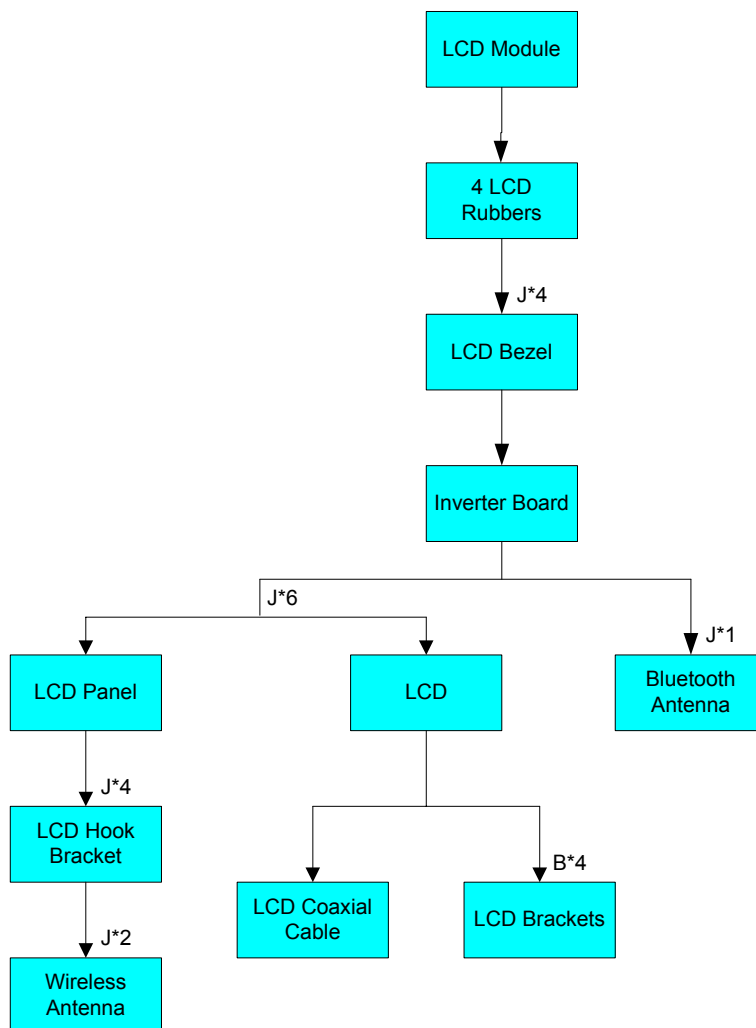 LCD Module
4 LCD
Rubbers
J*4
LCD Bezel
Inverter Board
J*6
J*1
LCD Panel
LCD
Bluetooth
Antenna
J*4
LCD Hook
Bracket
B*4
LCD Coaxial
Cable
LCD Brackets
J*2
Wireless
Antenna